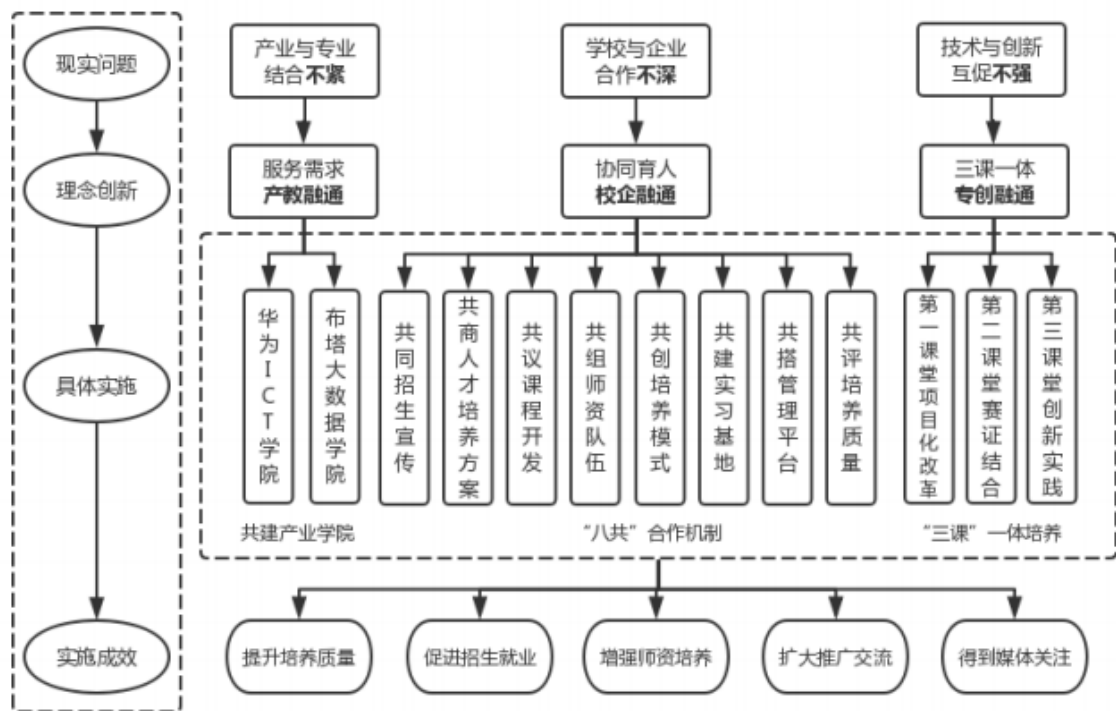 现实问题
产业与专业
结合不紧
学校与企业
合作不深
技术与创新
互促不强
理念创新
服务需求
产教融通
协同育人
校企融通
三课一体
专创融通
具体实施
华为ICT学院
布塔大数据学院
共同招生宣传
共商人才培养方案
共议课程开发
共组师资队伍
共创培养模式
共建实习基地
共搭管理平台
共评培养质量
第一课堂项目化改革
第二课堂赛证结合
第三课堂创新实践
共建产业学院
“八共”合作机制
“三课”一体培养
实施成效
提升培养质量
促进招生就业
增强师资培养
扩大推广交流
得到媒体关注